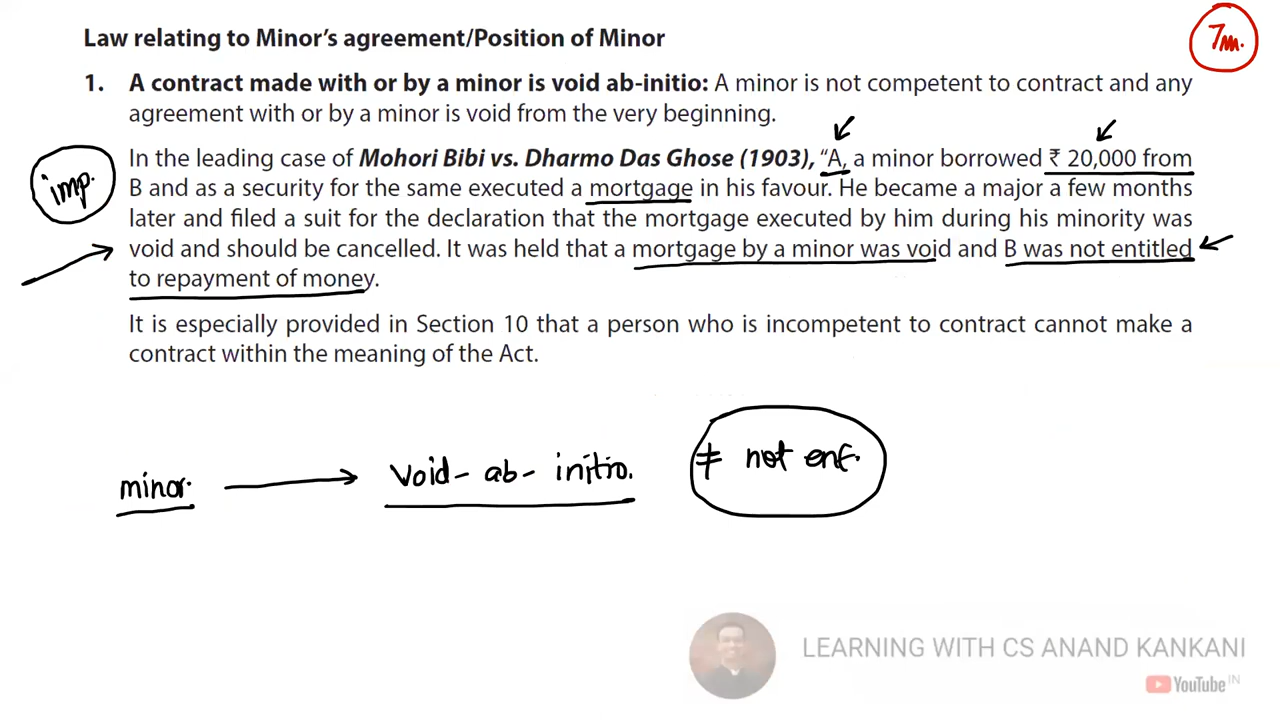 7m.
Law relating to Minor’s agreement/Position of Minor
1. A contract made with or by a minor is void ab-initio: A minor is not competent to contract and any
agreement with or by a minor is void from the very beginning.
In the leading case of Mohori Bibi vs. Dharmo Das Ghose (1903), “A, a minor borrowed ₹ 20,000 from
imp.
B and as a security for the same executed a mortgage in his favour. He became a major a few months
later and filed a suit for the declaration that the mortgage executed by him during his minority was
void and should be cancelled. It was held that a mortgage by a minor was void and B was not entitled
to repayment of money.
It is especially provided in Section 10 that a person who is incompetent to contract cannot make a
contract within the meaning of the Act.
minor. → void-ab-initio. ≠ not enf.
LEARNING WITH CS ANAND KANKANI
YouTube IN